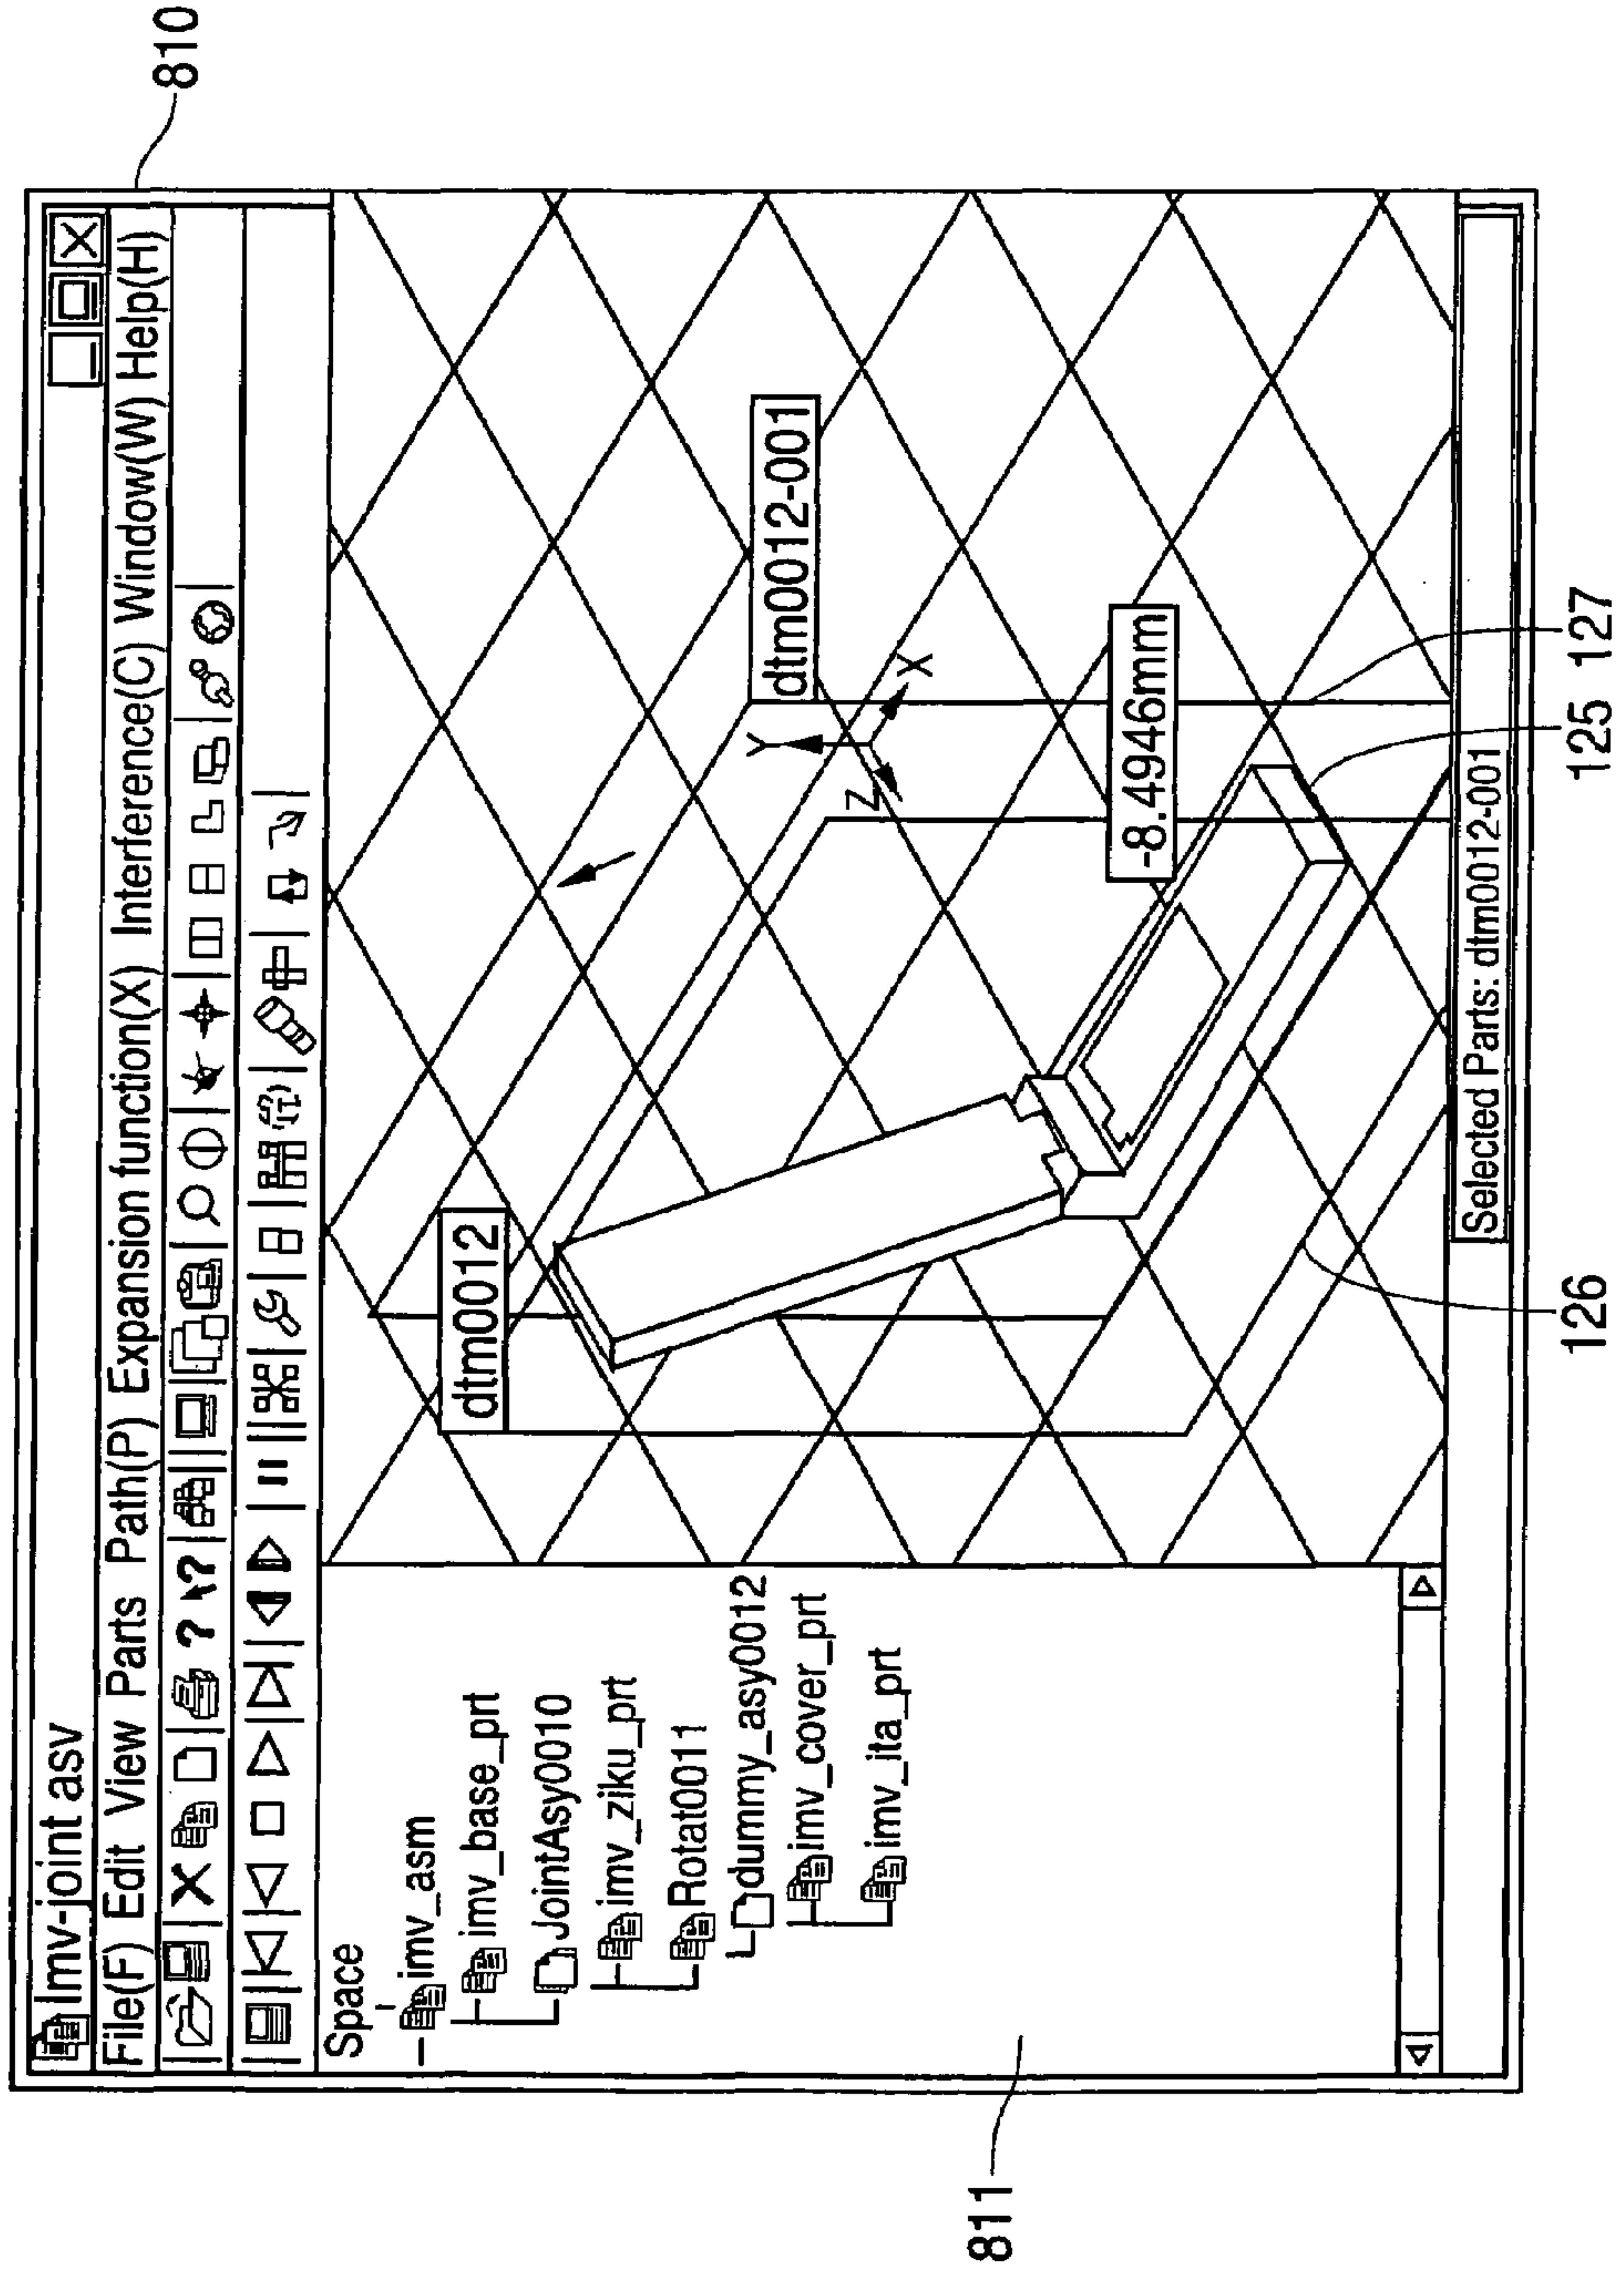 810
Imv-joint asv
File(F) Edit View Parts Path(P) Expansion function(X) Interference(C) Window(W) Help(H)
? ?
Space
imv_asm
imv_base_prt
JointAsy0010
imv_ziku_prt
Rotat0011
dummy_asy0012
imv_cover_prt
imv_ita_prt
dtm0012
dtm0012-001
Y
Z
X
-8.4946mm
Selected Parts: dtm0012-001
811
126
125
127